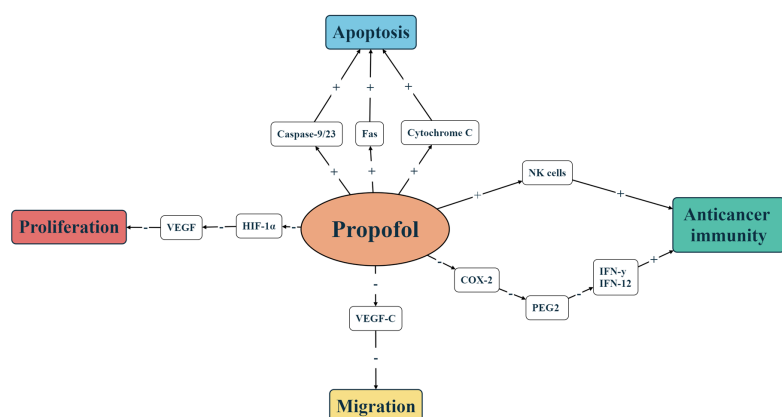 Apoptosis
+ + +
Caspase-9/23
Fas
Cytochrome C
+ + +
NK cells
+ +
Proliferation
-
VEGF
-
HIF-1α
-
Propofol
Anticancer
immunity
-
COX-2
-
PEG2
-
IFN-y
IFN-12
+
-
VEGF-C
-
Migration